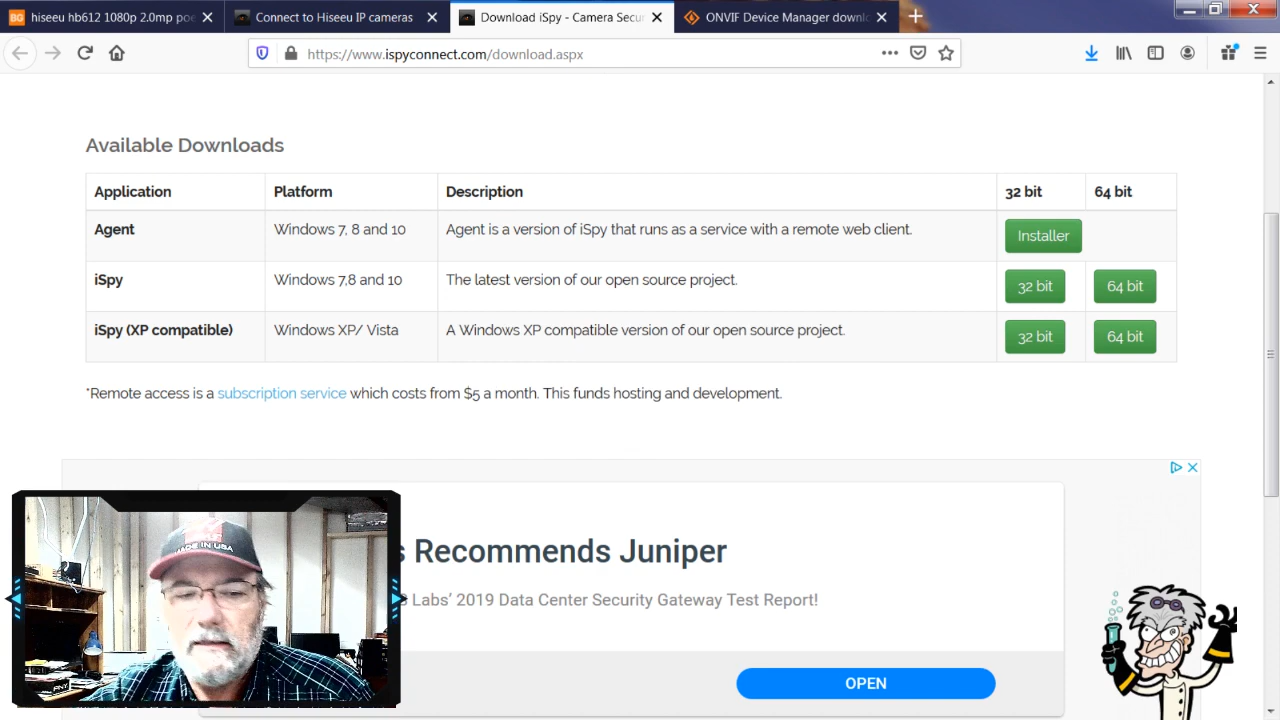 hiseeu hb612 1080p 2.0mp poe
Connect to Hiseeu IP cameras
Download iSpy - Camera Secur
ONVIF Device Manager downlo
https://www.ispyconnect.com/download.aspx
Available Downloads
Application Platform Description 32 bit 64 bit
Agent Windows 7, 8 and 10 Agent is a version of iSpy that runs as a service with a remote web client. Installer
iSpy Windows 7,8 and 10 The latest version of our open source project. 32 bit 64 bit
iSpy (XP compatible) Windows XP/ Vista A Windows XP compatible version of our open source project. 32 bit 64 bit
*Remote access is a subscription service which costs from $5 a month. This funds hosting and development.
s Recommends Juniper
Labs' 2019 Data Center Security Gateway Test Report!
OPEN
MADE IN USA